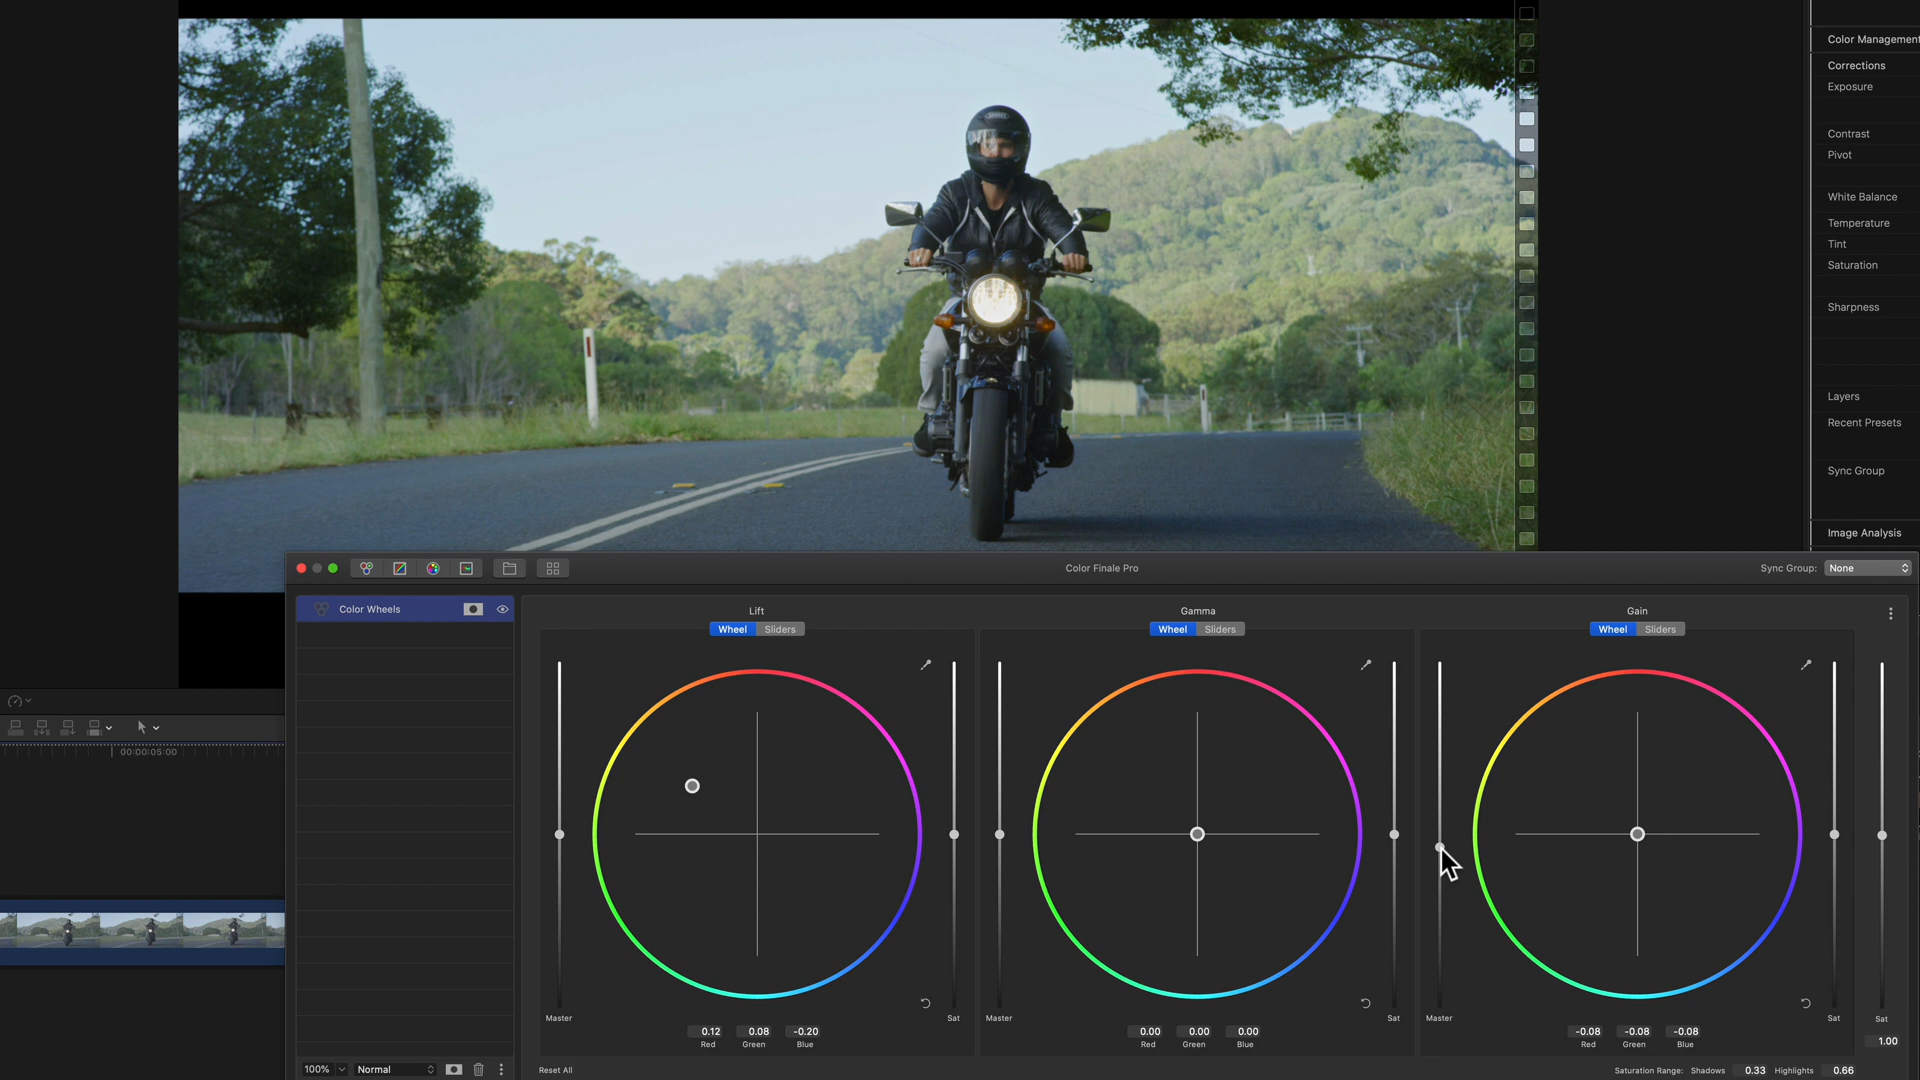 SHOEI
Color Management
Corrections
Exposure
Contrast
Pivot
White Balance
Temperature
Tint
Saturation
Sharpness
Layers
Recent Presets
Sync Group
Image Analysis
Color Finale Pro
Sync Group: None
Color Wheels
Lift
Wheel Sliders
Gamma
Wheel Sliders
Gain
Wheel Sliders
00:00:05:00
Master
Sat
Master
Sat
Master
Sat
Sat
0.12 0.08 -0.20
Red Green Blue
0.00 0.00 0.00
Red Green Blue
-0.08 -0.08 -0.08
Red Green Blue
1.00
100% Normal
Reset All
Saturation Range: Shadows 0.33 Highlights 0.66